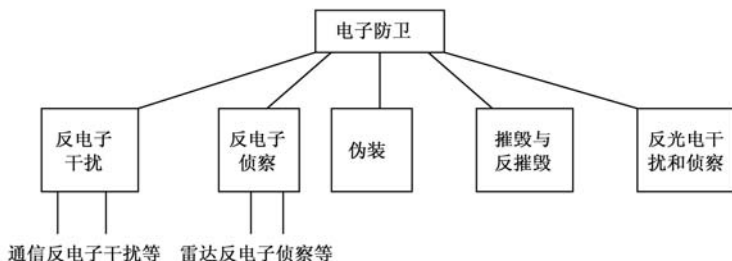 电子防卫
反电子
干扰
反电子
侦察
伪装
摧毁与
反摧毁
反光电干
扰和侦察
通信反电子干扰等
雷达反电子侦察等